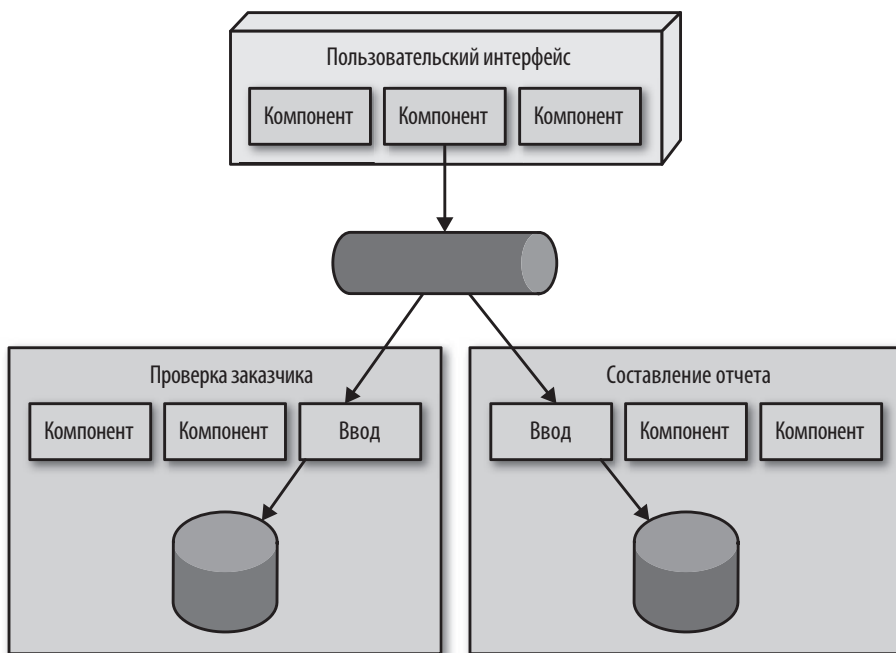 Пользовательский интерфейс
Компонент
Компонент
Компонент
Проверка заказчика
Компонент
Компонент
Ввод
Составление отчета
Ввод
Компонент
Компонент